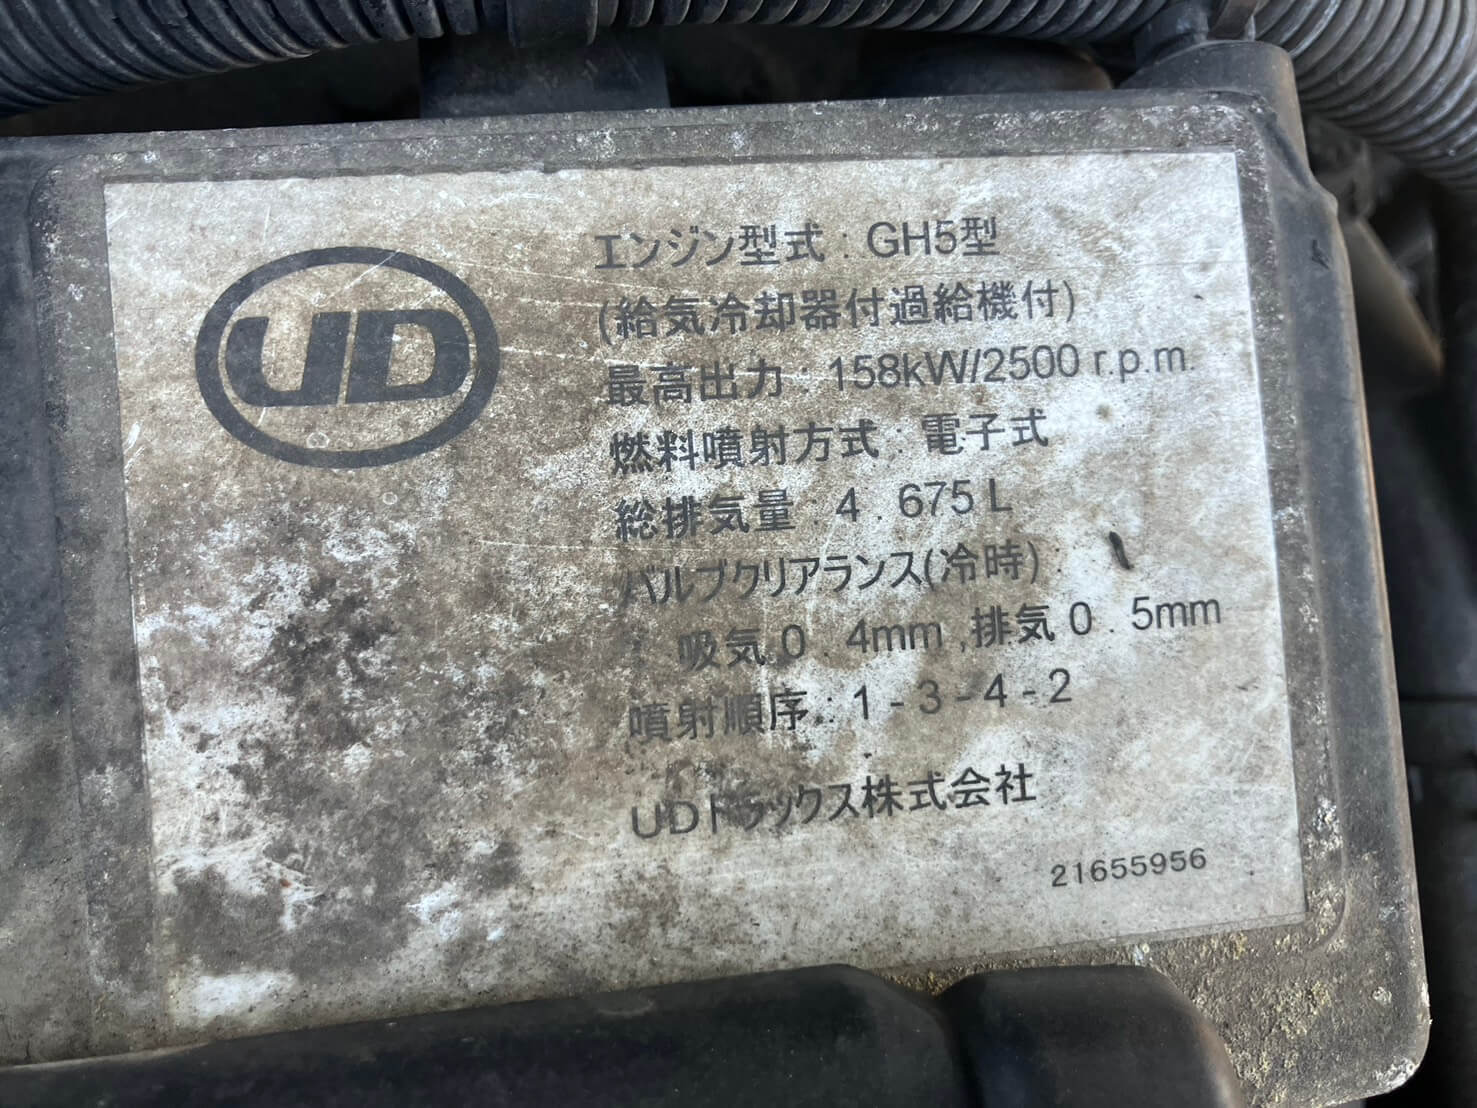 UD
エンジン型式 : GH5型
(給気冷却器付過給機付)
最高出力 : 158kW/2500 r.p.m.
燃料噴射方式 : 電子式
総排気量 : 4 . 675 L
バルブクリアランス(冷時) :
吸気 0 . 4mm , 排気 0 . 5mm
噴射順序 : 1 - 3 - 4 - 2
UDトラックス株式会社
21655956